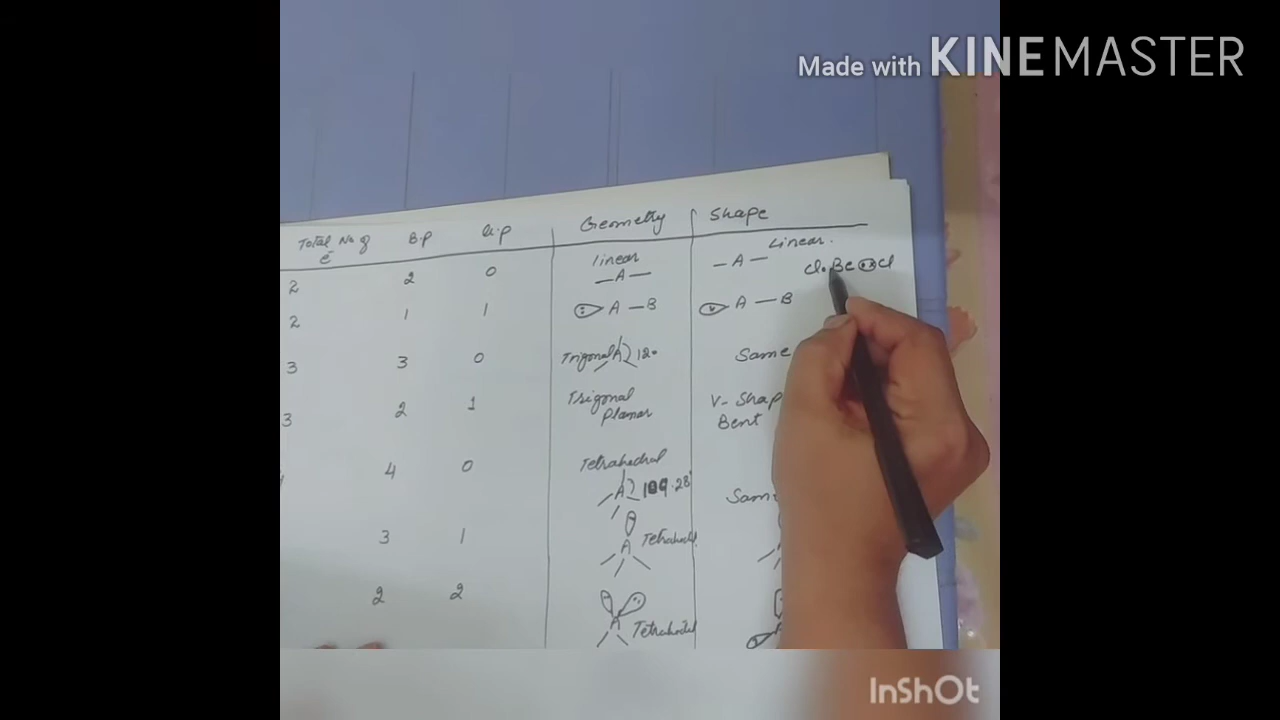 Made with KINEMASTER
Total No of e⁻ B.p u.p Geometry Shape
2 2 0 linear —A— Linear. —A— Cl.Be:Cl
2 1 1 : A—B A—B
3 3 0 Trigonal A 120 Same
3 2 1 Trigonal Planar V-Shap Bent
4 0 Tetrahedral A 109.28' Sam
3 1 A Tetrahedral
2 2 A Tetrahedral
InShOt